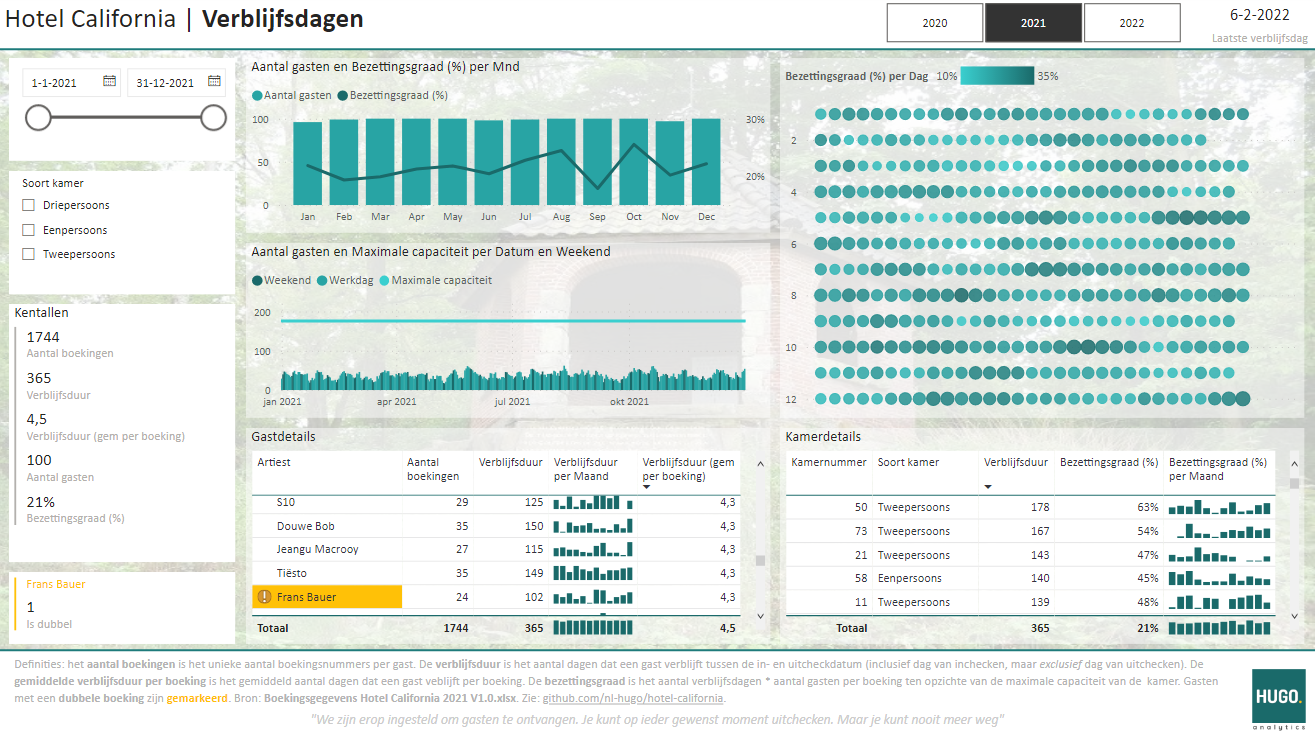 Hotel California | Verblijfsdagen
2020
2021
2022
6-2-2022
Laatste verblijfsdag
1-1-2021
31-12-2021
Soort kamer
Driepersoons
Eenpersoons
Tweepersoons
Kentallen
1744
Aantal boekingen
365
Verblijfsduur
4,5
Verblijfsduur (gem per boeking)
100
Aantal gasten
21%
Bezettingsgraad (%)
Frans Bauer
1
Is dubbel
Aantal gasten en Bezettingsgraad (%) per Mnd
Aantal gasten Bezettingsgraad (%)
100 30%
50 20%
0
Jan Feb Mar Apr May Jun Jul Aug Sep Oct Nov Dec
Aantal gasten en Maximale capaciteit per Datum en Weekend
Weekend Werkdag Maximale capaciteit
200
100
0
jan 2021 apr 2021 jul 2021 okt 2021
Bezettingsgraad (%) per Dag 10% 35%
2
4
6
8
10
12
Gastdetails
Artiest Aantal boekingen Verblijfsduur Verblijfsduur per Maand Verblijfsduur (gem per boeking)
S10 29 125 4,3
Douwe Bob 35 150 4,3
Jeangu Macrooy 27 115 4,3
Tiësto 35 149 4,3
Frans Bauer 24 102 4,3
Totaal 1744 365 4,5
Kamerdetails
Kamernummer Soort kamer Verblijfsduur Bezettingsgraad (%) Bezettingsgraad (%) per Maand
50 Tweepersoons 178 63%
73 Tweepersoons 167 54%
21 Tweepersoons 143 47%
58 Eenpersoons 140 45%
11 Tweepersoons 139 48%
Totaal 365 21%
Definities: het aantal boekingen is het unieke aantal boekingsnummers per gast. De verblijfsduur is het aantal dagen dat een gast verblijft tussen de in- en uitcheckdatum (inclusief dag van inchecken, maar exclusief dag van uitchecken). De
gemiddelde verblijfsduur per boeking is het gemiddeld aantal dagen dat een gast veblijft per boeking. De bezettingsgraad is het aantal verblijfsdagen * aantal gasten per boeking ten opzichte van de maximale capaciteit van de kamer. Gasten
met een dubbele boeking zijn gemarkeerd. Bron: Boekingsgegevens Hotel California 2021 V1.0.xlsx. Zie: github.com/nl-hugo/hotel-california.
"We zijn erop ingesteld om gasten te ontvangen. Je kunt op ieder gewenst moment uitchecken. Maar je kunt nooit meer weg"
HUGO.
analytics